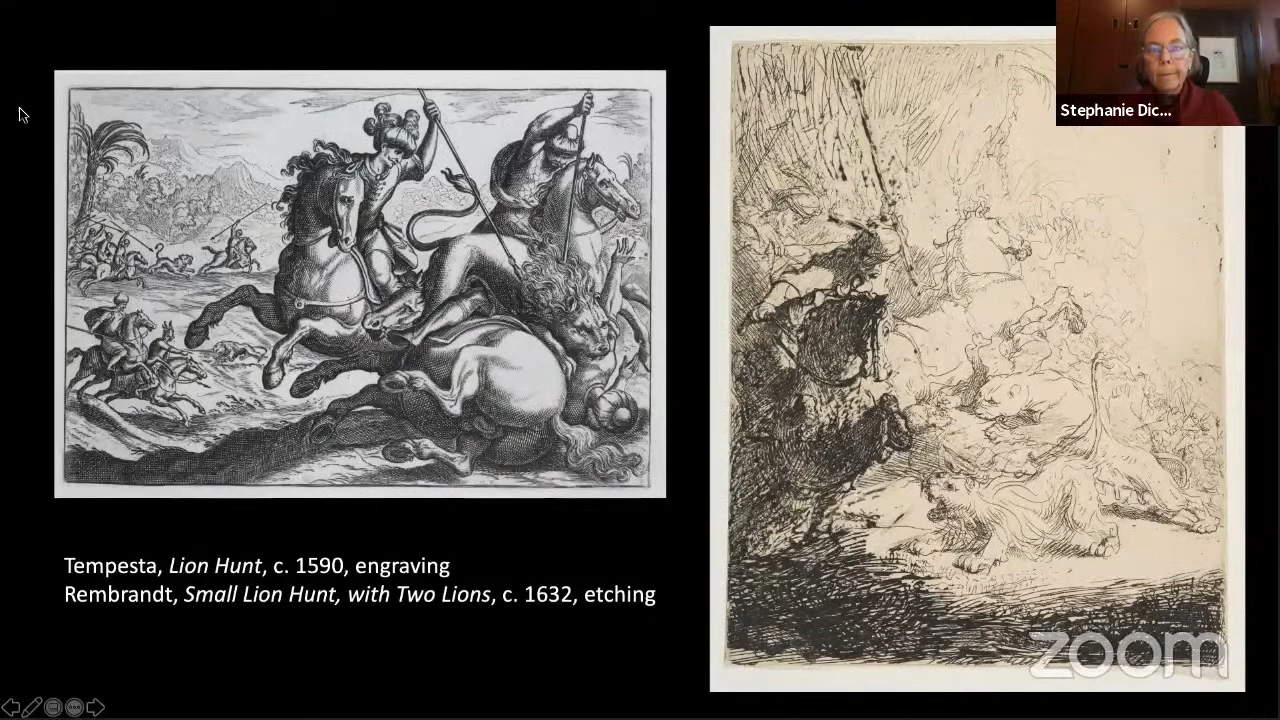 Stephanie Dic...
Tempesta, Lion Hunt, c. 1590, engraving
Rembrandt, Small Lion Hunt, with Two Lions, c. 1632, etching
zoom